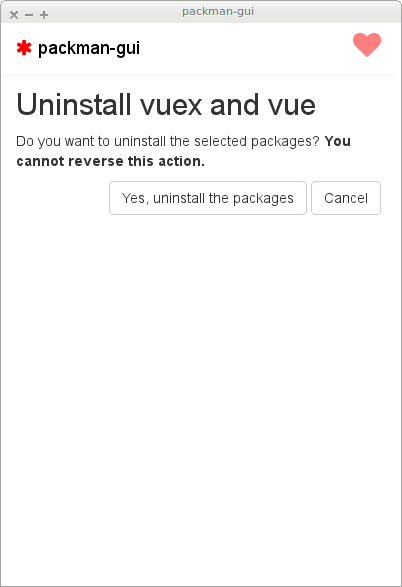 packman-gui
packman-gui
Uninstall vuex and vue
Do you want to uninstall the selected packages? You
cannot reverse this action.
Yes, uninstall the packages
Cancel